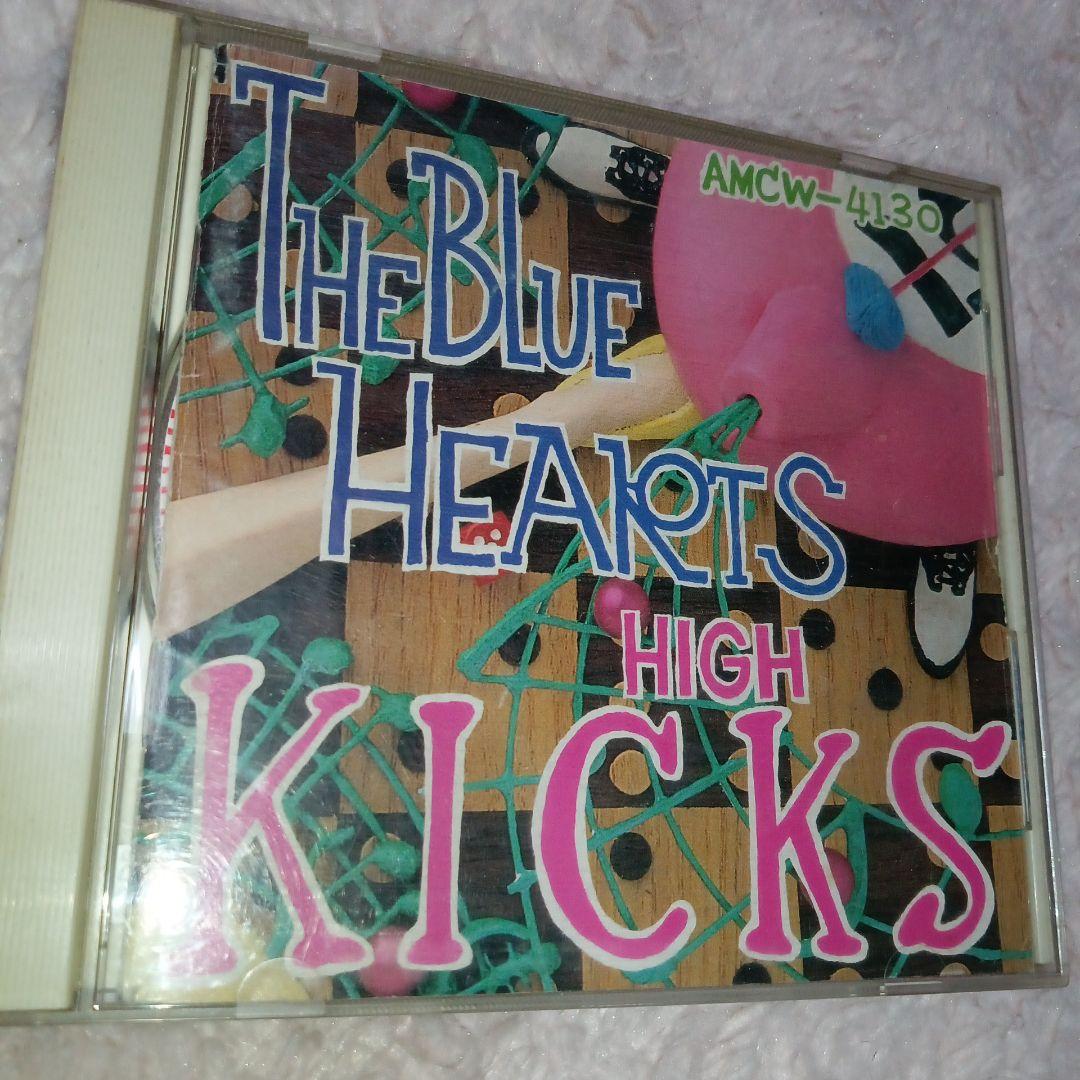 AMCW-4130
THE BLUE
HEARTS
HIGH
KICKS